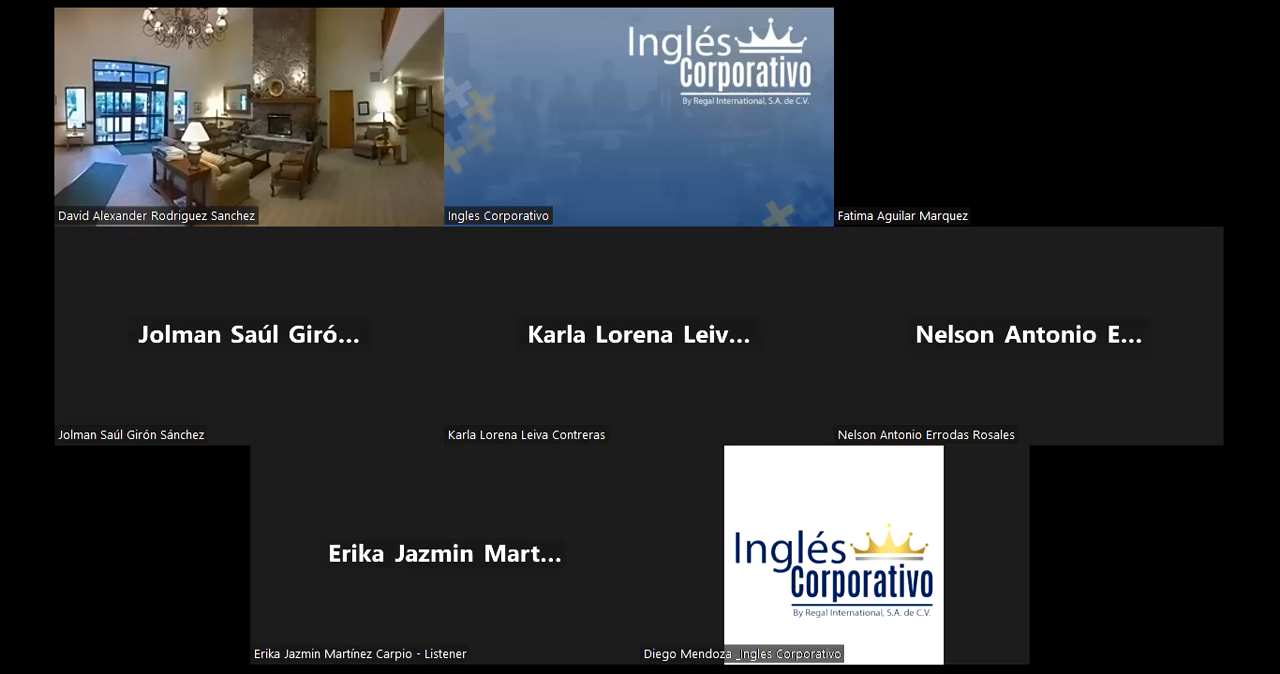 Inglés
Corporativo
By Regal International, S.A. de C.V.
David Alexander Rodriguez Sanchez
Ingles Corporativo
Fatima Aguilar Marquez
Jolman Saúl Giró...
Karla Lorena Leiv...
Nelson Antonio E...
Jolman Saúl Girón Sánchez
Karla Lorena Leiva Contreras
Nelson Antonio Errodas Rosales
Erika Jazmin Mart...
Inglés
Corporativo
By Regal International, S.A. de C.V.
Erika Jazmin Martínez Carpio - Listener
Diego Mendoza _Ingles Corporativo